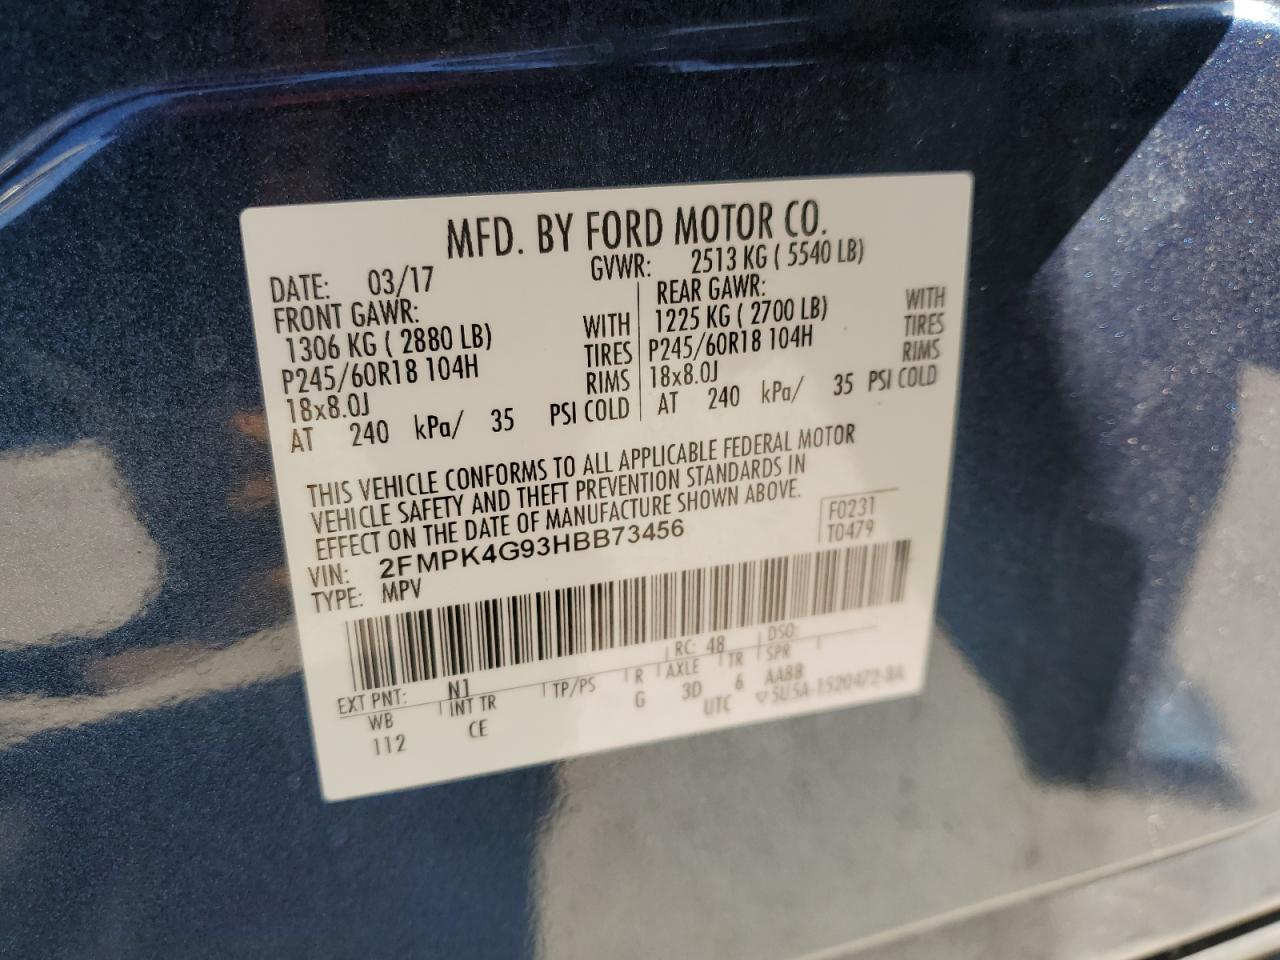 MFD. BY FORD MOTOR CO.
DATE: 03/17 GVWR: 2513 KG ( 5540 LB)
FRONT GAWR: REAR GAWR:
1306 KG ( 2880 LB) WITH 1225 KG ( 2700 LB) WITH
P245/60R18 104H TIRES P245/60R18 104H TIRES
18x8.0J RIMS 18x8.0J RIMS
AT 240 kPa/ 35 PSI COLD AT 240 kPa/ 35 PSI COLD
THIS VEHICLE CONFORMS TO ALL APPLICABLE FEDERAL MOTOR
VEHICLE SAFETY AND THEFT PREVENTION STANDARDS IN
EFFECT ON THE DATE OF MANUFACTURE SHOWN ABOVE.
F0231
VIN: 2FMPK4G93HBB73456 T0479
TYPE: MPV
EXT PNT: N1 RC: 48 DSO:
WB INT TR TP/PS R AXLE TR SPR
112 CE G 3D 6 AABB
UTC ▽5U5A-1520472-BA